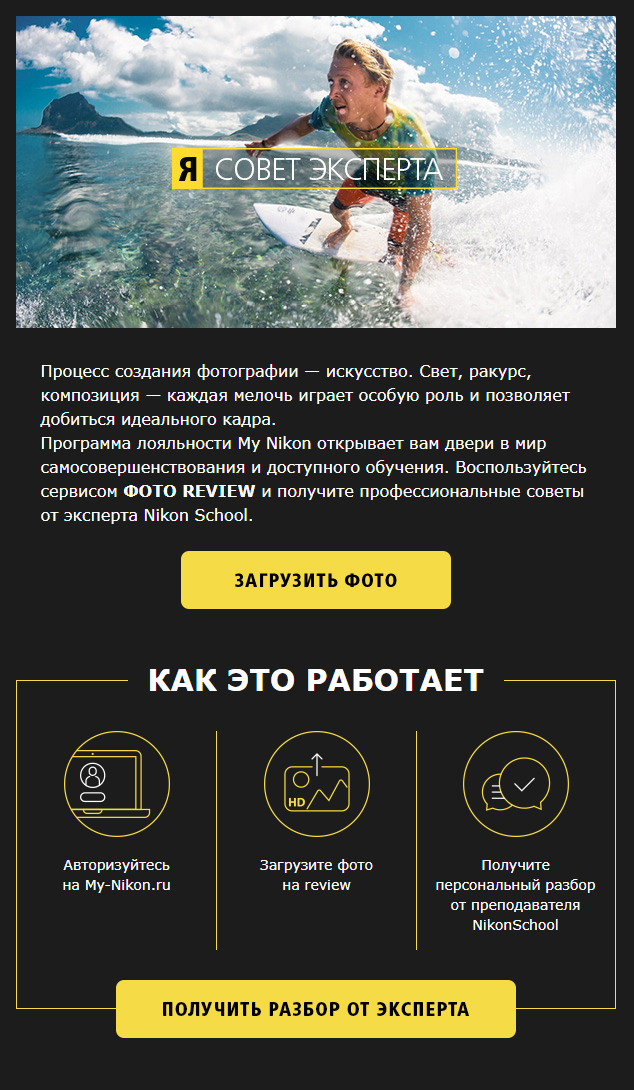 Я СОВЕТ ЭКСПЕРТА
Процесс создания фотографии — искусство. Свет, ракурс,
композиция — каждая мелочь играет особую роль и позволяет
добиться идеального кадра.
Программа лояльности My Nikon открывает вам двери в мир
самосовершенствования и доступного обучения. Воспользуйтесь
сервисом ФОТО REVIEW и получите профессиональные советы
от эксперта Nikon School.
ЗАГРУЗИТЬ ФОТО
КАК ЭТО РАБОТАЕТ
HD
Авторизуйтесь
на My-Nikon.ru
Загрузите фото
на review
Получите
персональный разбор
от преподавателя
NikonSchool
ПОЛУЧИТЬ РАЗБОР ОТ ЭКСПЕРТА